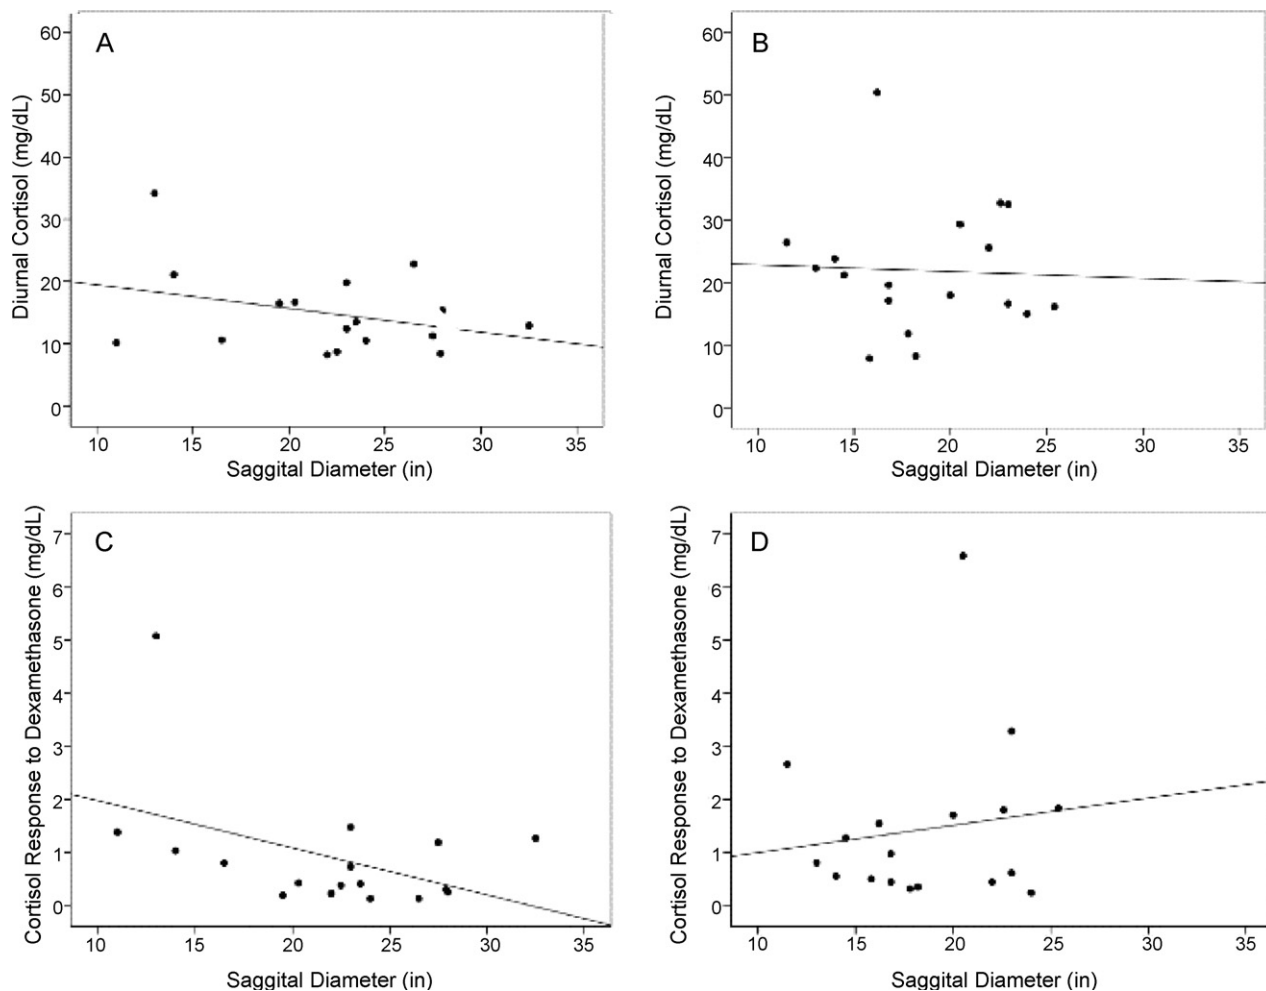 A
Diurnal Cortisol (mg/dL)
60
50
40
30
20
10
0
10 15 20 25 30 35
Saggital Diameter (in)
B
Diurnal Cortisol (mg/dL)
60
50
40
30
20
10
0
10 15 20 25 30 35
Saggital Diameter (in)
C
Cortisol Response to Dexamethasone (mg/dL)
7
6
5
4
3
2
1
0
10 15 20 25 30 35
Saggital Diameter (in)
D
Cortisol Response to Dexamethasone (mg/dL)
7
6
5
4
3
2
1
0
10 15 20 25 30 35
Saggital Diameter (in)